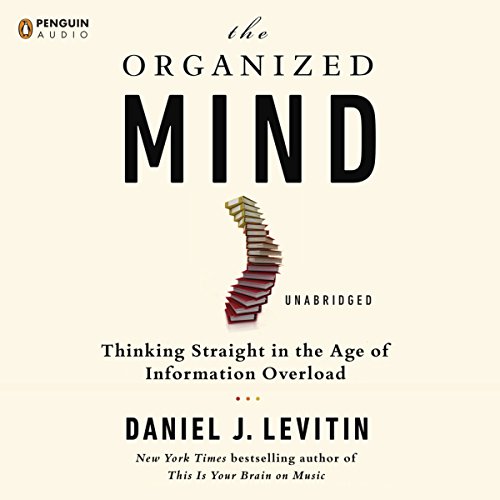 PENGUIN
AUDIO
the
ORGANIZED
MIND
UNABRIDGED
Thinking Straight in the Age of
Information Overload
DANIEL J. LEVITIN
New York Times bestselling author of
This Is Your Brain on Music